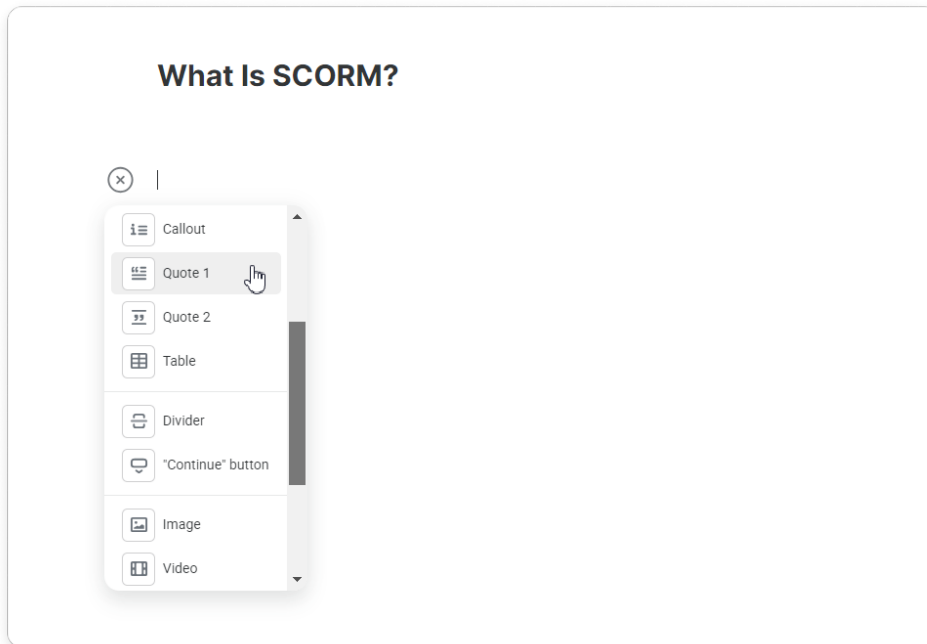 What Is SCORM?
Callout
Quote 1
Quote 2
Table
Divider
"Continue" button
Image
Video